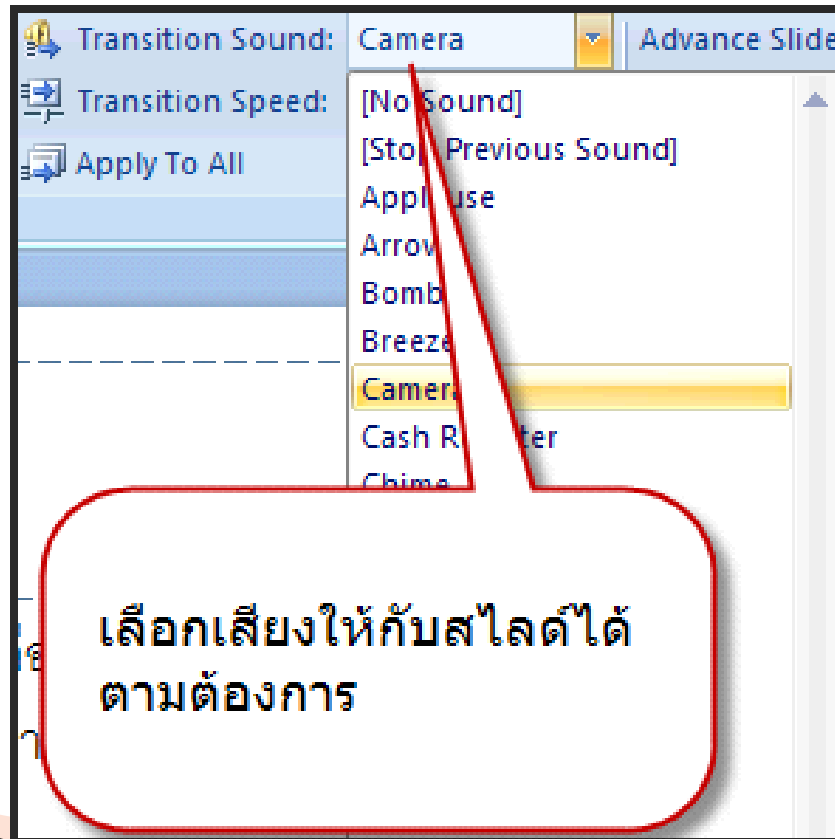 Transition Sound: Camera Advance Slide
Transition Speed: [No Sound]
[Stop Previous Sound]
Apply To All
Applause
Arrow
Bomb
Breeze
Camera
Cash Register
Chime
เลือกเสียงให้กับสไลด์ได้
ตามต้องการ